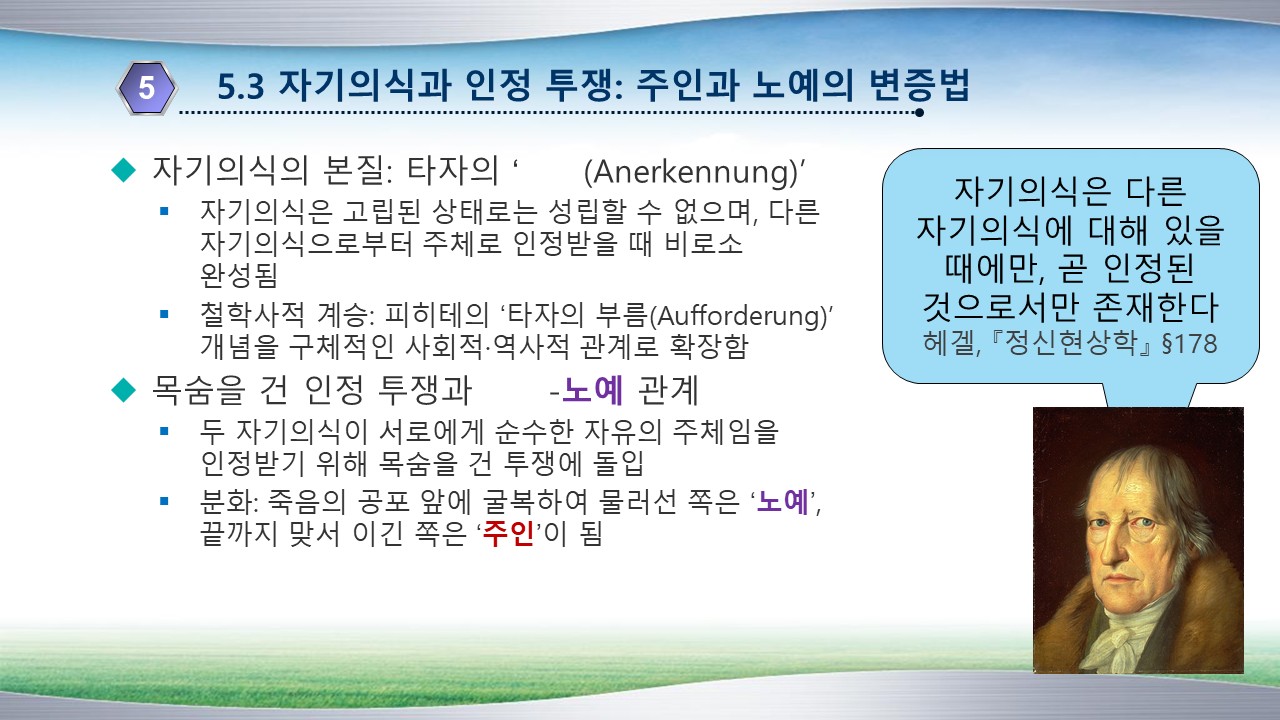 5
5.3 자기의식과 인정 투쟁: 주인과 노예의 변증법
자기의식의 본질: 타자의 ‘ (Anerkennung)’
자기의식은 고립된 상태로는 성립할 수 없으며, 다른
자기의식으로부터 주체로 인정받을 때 비로소
완성됨
철학사적 계승: 피히테의 ‘타자의 부름(Aufforderung)’
개념을 구체적인 사회적·역사적 관계로 확장함
목숨을 건 인정 투쟁과 -노예 관계
두 자기의식이 서로에게 순수한 자유의 주체임을
인정받기 위해 목숨을 건 투쟁에 돌입
분화: 죽음의 공포 앞에 굴복하여 물러선 쪽은 ‘노예’,
끝까지 맞서 이긴 쪽은 ‘주인’이 됨
자기의식은 다른
자기의식에 대해 있을
때에만, 곧 인정된
것으로서만 존재한다
헤겔, 『정신현상학』 §178